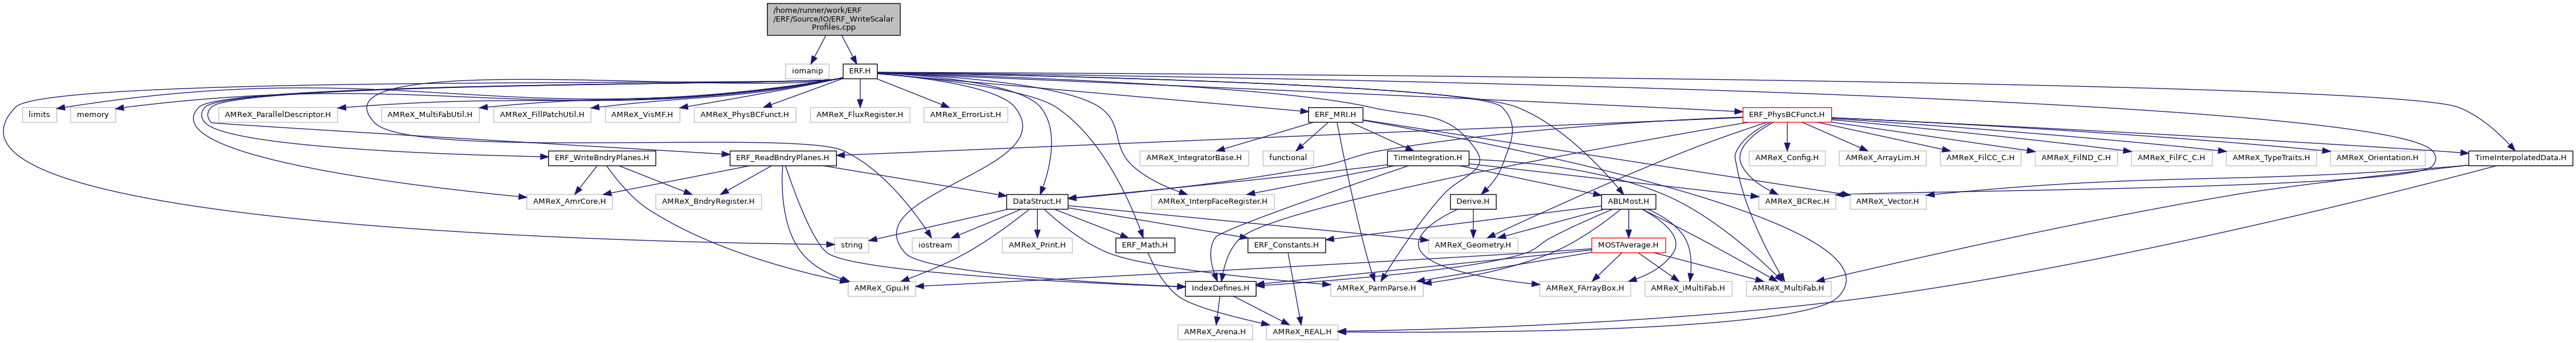 /home/runner/work/ERF
/ERF/Source/IO/ERF_WriteScalar
Profiles.cpp
iomanip
ERF.H
limits
memory
AMReX_ParallelDescriptor.H
AMReX_MultiFabUtil.H
AMReX_FillPatchUtil.H
AMReX_VisMF.H
AMReX_PhysBCFunct.H
AMReX_FluxRegister.H
AMReX_ErrorList.H
ERF_MRI.H
ERF_PhysBCFunct.H
ERF_WriteBndryPlanes.H
ERF_ReadBndryPlanes.H
AMReX_IntegratorBase.H
functional
TimeIntegration.H
AMReX_Config.H
AMReX_ArrayLim.H
AMReX_FilCC_C.H
AMReX_FilND_C.H
AMReX_FilFC_C.H
AMReX_TypeTraits.H
AMReX_Orientation.H
TimeInterpolatedData.H
AMReX_AmrCore.H
AMReX_BndryRegister.H
DataStruct.H
AMReX_InterpFaceRegister.H
Derive.H
ABLMost.H
AMReX_BCRec.H
AMReX_Vector.H
string
iostream
AMReX_Print.H
ERF_Math.H
ERF_Constants.H
AMReX_Geometry.H
MOSTAverage.H
AMReX_Gpu.H
IndexDefines.H
AMReX_ParmParse.H
AMReX_FArrayBox.H
AMReX_iMultiFab.H
AMReX_MultiFab.H
AMReX_Arena.H
AMReX_REAL.H